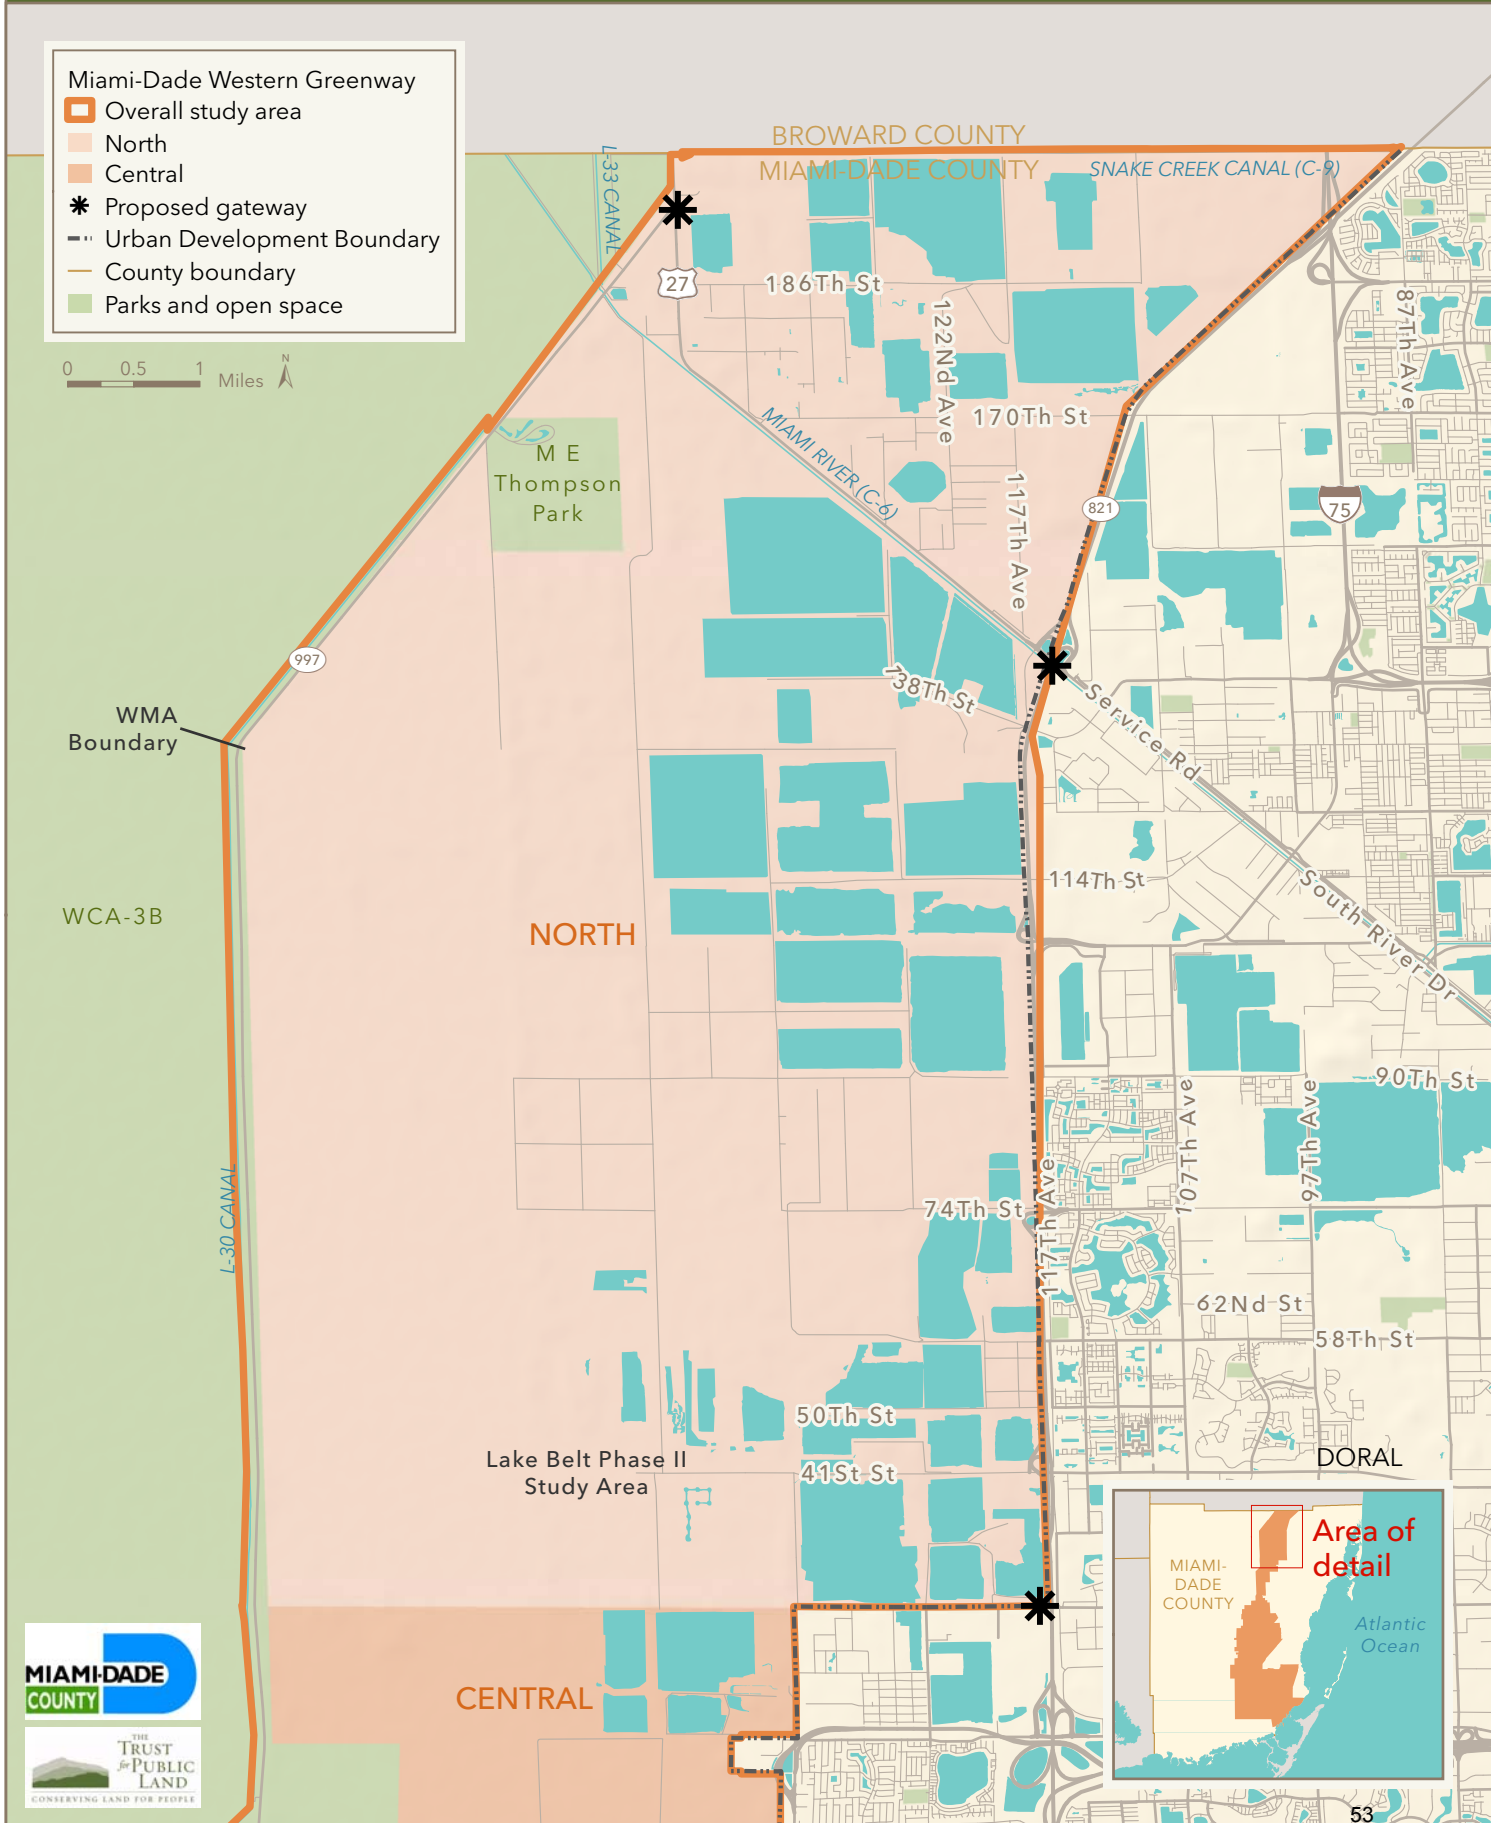 Miami-Dade Western Greenway
Overall study area
North
Central
Proposed gateway
Urban Development Boundary
County boundary
Parks and open space
0 0.5 1 Miles
N
BROWARD COUNTY
MIAMI-DADE COUNTY
SNAKE CREEK CANAL (C-9)
L-33 CANAL
27
186Th St
122Nd Ave
87Th Ave
170Th St
MIAMI RIVER (C-6)
M E
Thompson
Park
117Th Ave
821
75
997
138Th St
Service Rd
WMA
Boundary
114Th St
South River Dr
WCA-3B
NORTH
90Th St
107Th Ave
97Th Ave
117Th Ave
L-30 CANAL
74Th St
62Nd St
58Th St
50Th St
Lake Belt Phase II
Study Area
41St St
DORAL
Area of
detail
MIAMI-
DADE
COUNTY
Atlantic
Ocean
CENTRAL
MIAMI-DADE
COUNTY
THE
TRUST
for PUBLIC
LAND
CONSERVING LAND FOR PEOPLE
53